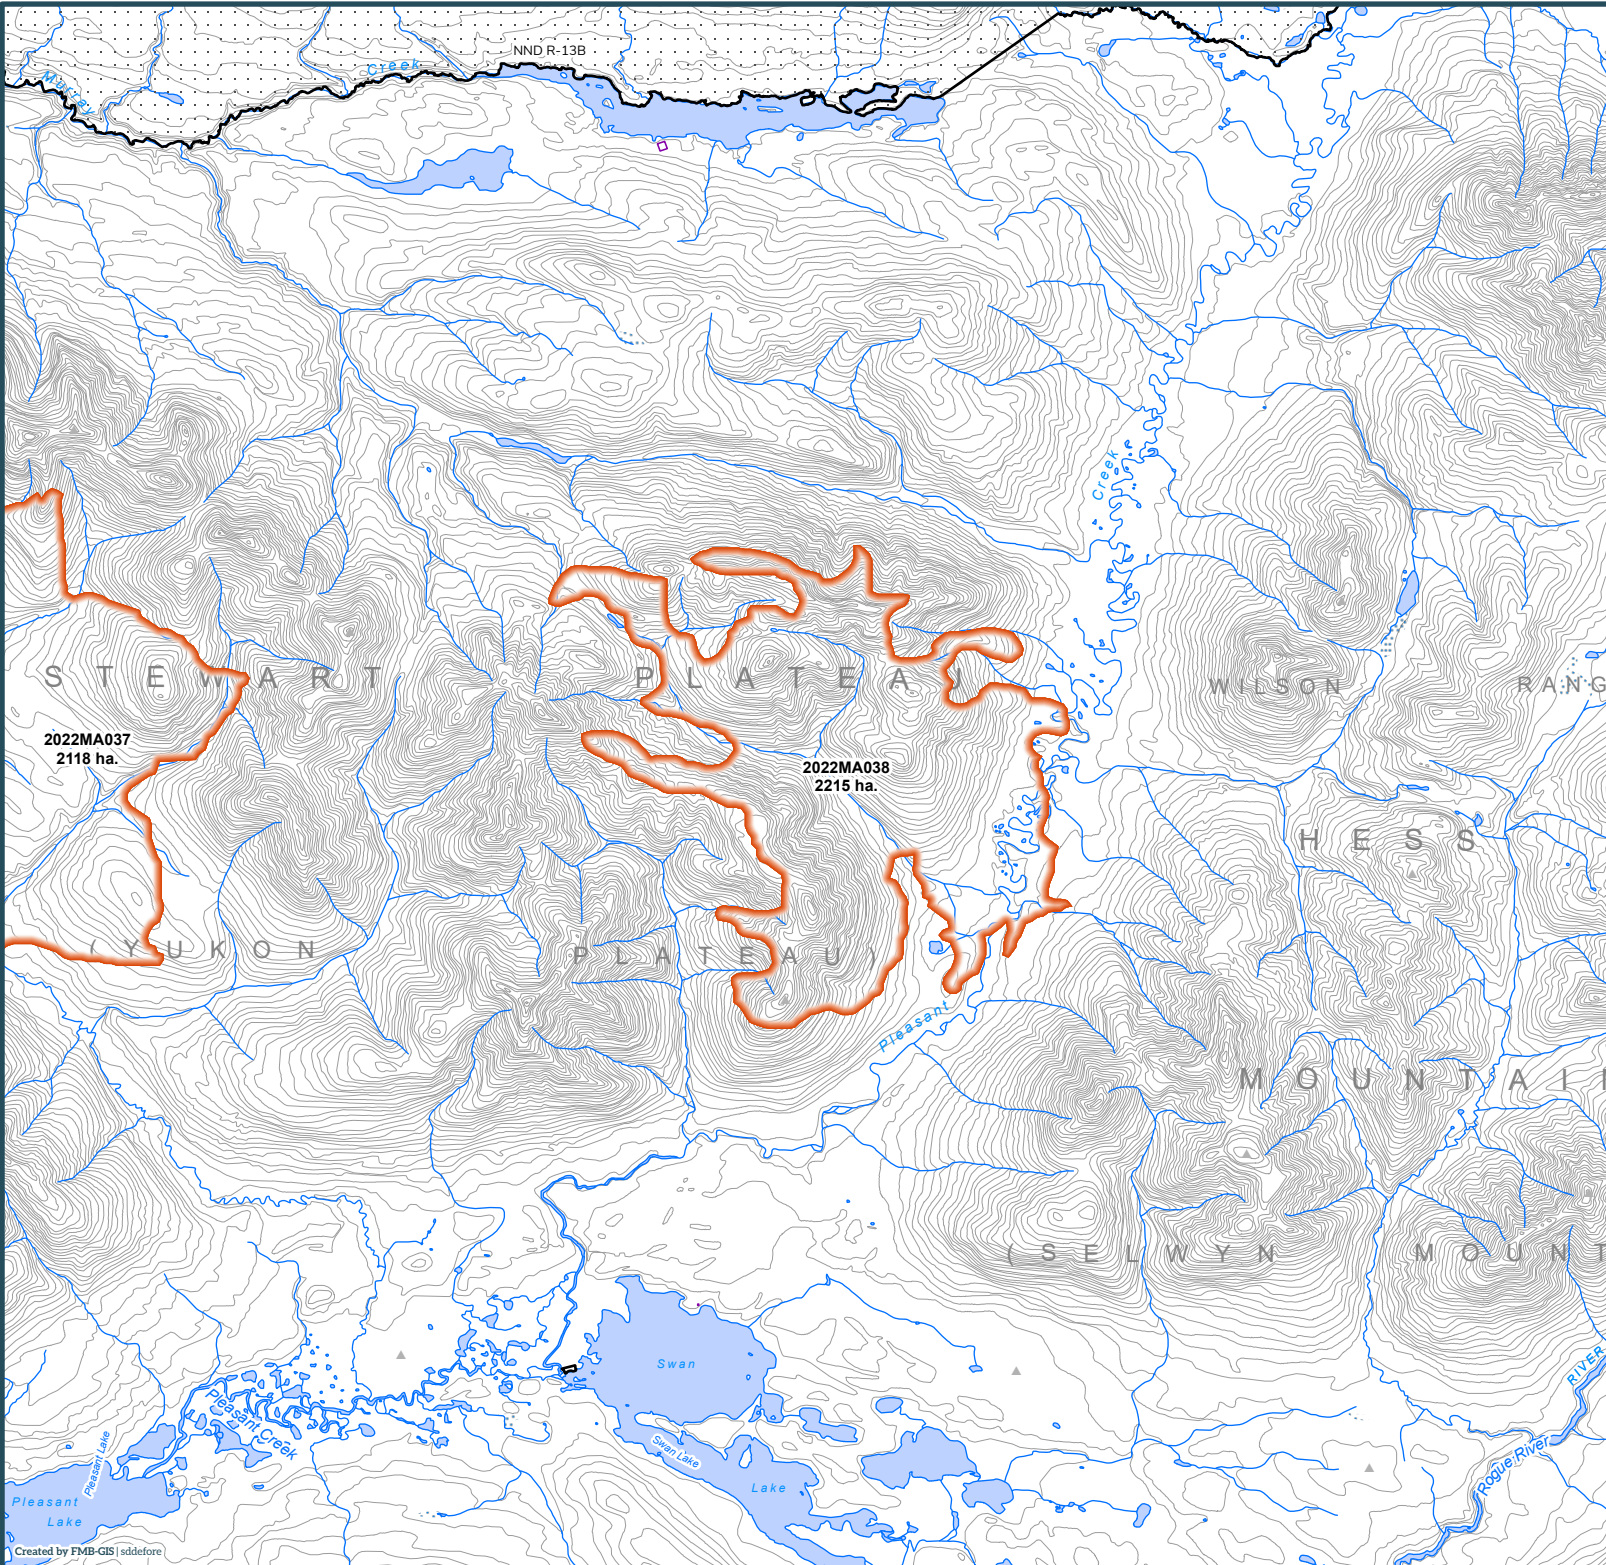 NND R-13B
Murray
Creek
Creek
STEWART
PLATEAU
WILSON
RANG
2022MA037
2118 ha.
2022MA038
2215 ha.
HESS
(YUKON
PLATEAU)
Pleasant
MOUNTAI
(SELWYN
MOUNT
RIVER
Swan
Pleasant Creek
Pleasant Lake
Swan Lake
Rogue River
Lake
Pleasant
Lake
Created by FMB-GIS | sddefore